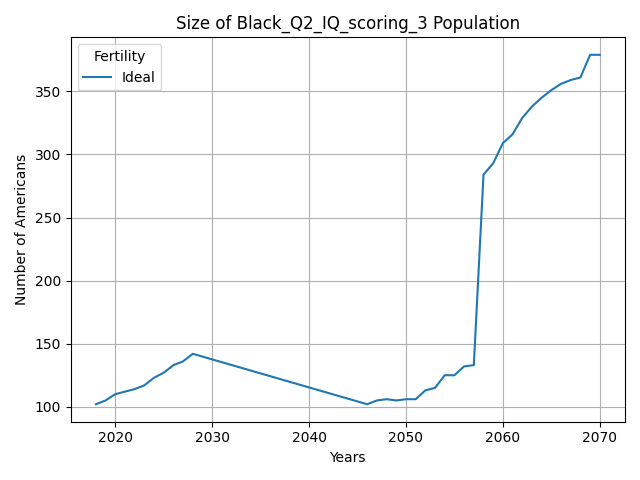 Size of Black_Q2_IQ_scoring_3 Population
Fertility
Ideal
Number of Americans
350
300
250
200
150
100
2020 2030 2040 2050 2060 2070
Years